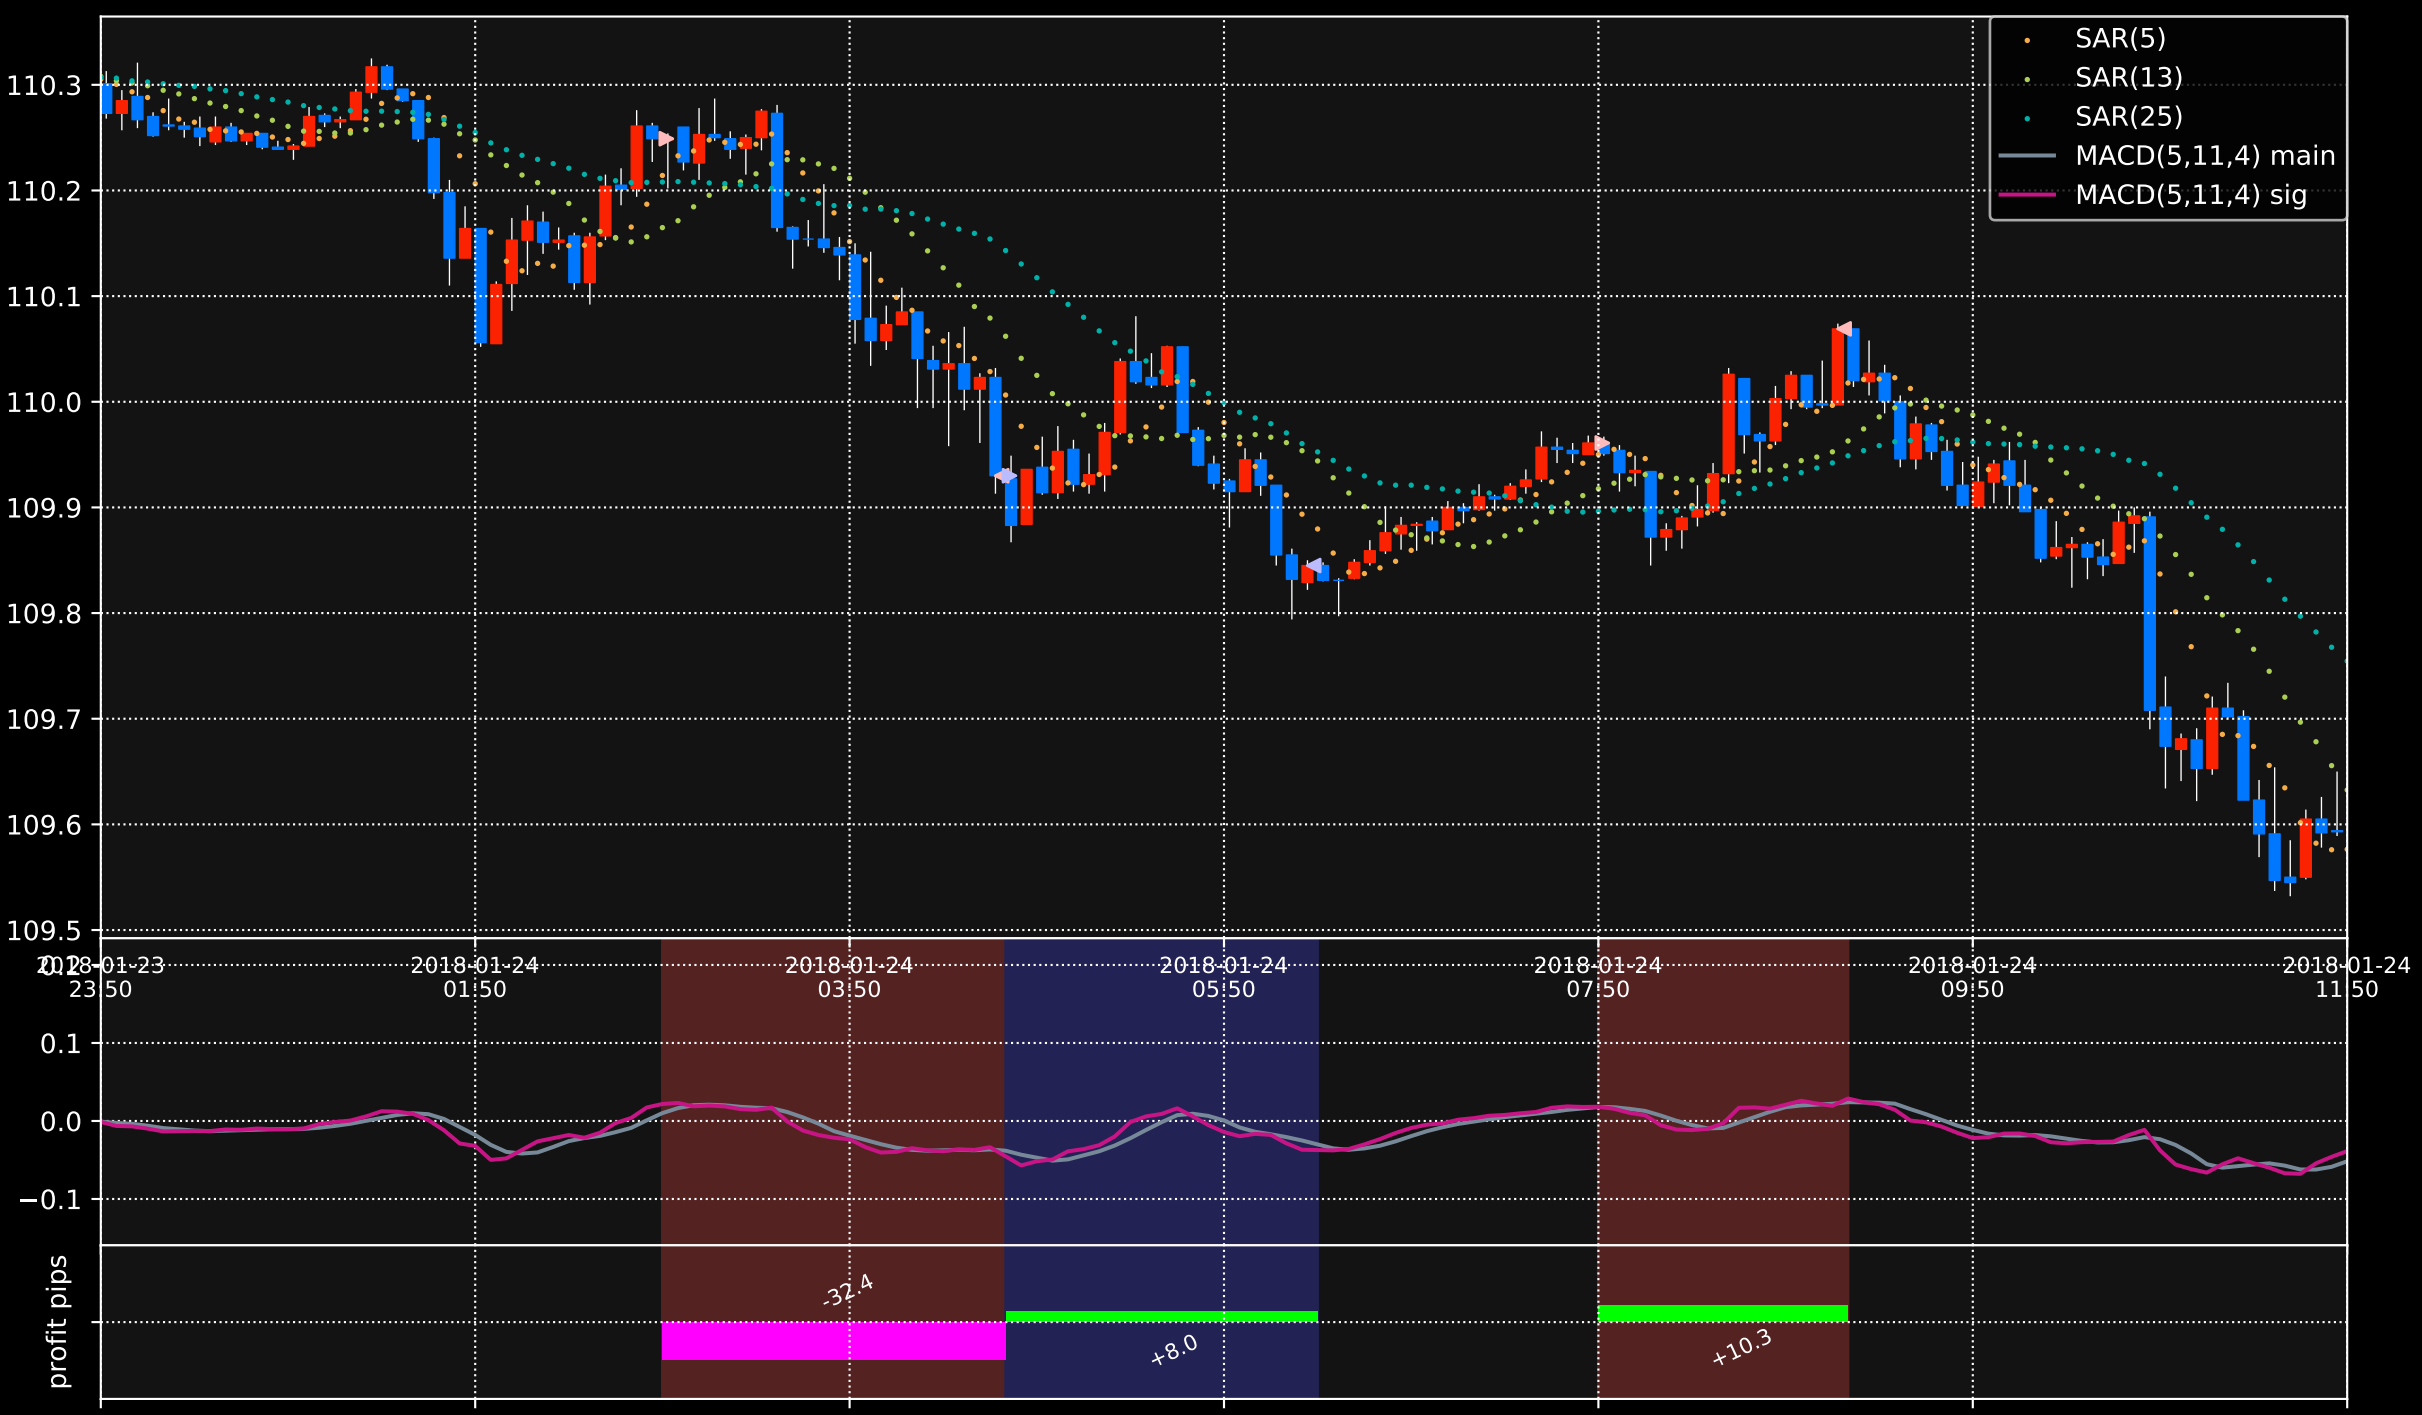 SAR(5)
SAR(13)
SAR(25)
MACD(5,11,4) main
MACD(5,11,4) sig
110.3
110.2
110.1
110.0
109.9
109.8
109.7
109.6
109.5
0.2
2018-01-23 2018-01-24 2018-01-24 2018-01-24 2018-01-24 2018-01-24 2018-01-24
23:50 01:50 03:50 05:50 07:50 09:50 11:50
0.1
0.0
−0.1
profit pips
-32.4
+8.0
+10.3